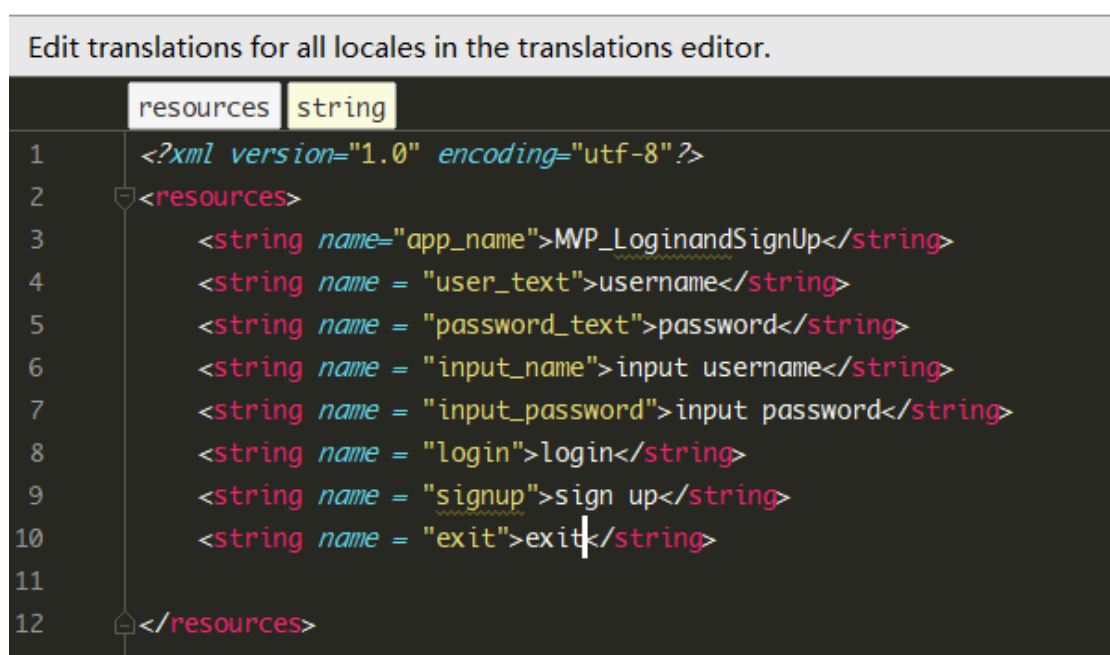 Edit translations for all locales in the translations editor.
resources string
1 <?xml version="1.0" encoding="utf-8"?>
2 <resources>
3 <string name="app_name">MVP_LoginandSignUp</string>
4 <string name = "user_text">username</string>
5 <string name = "password_text">password</string>
6 <string name = "input_name">input username</string>
7 <string name = "input_password">input password</string>
8 <string name = "login">login</string>
9 <string name = "signup">sign up</string>
10 <string name = "exit">exit</string>
11
12 </resources>